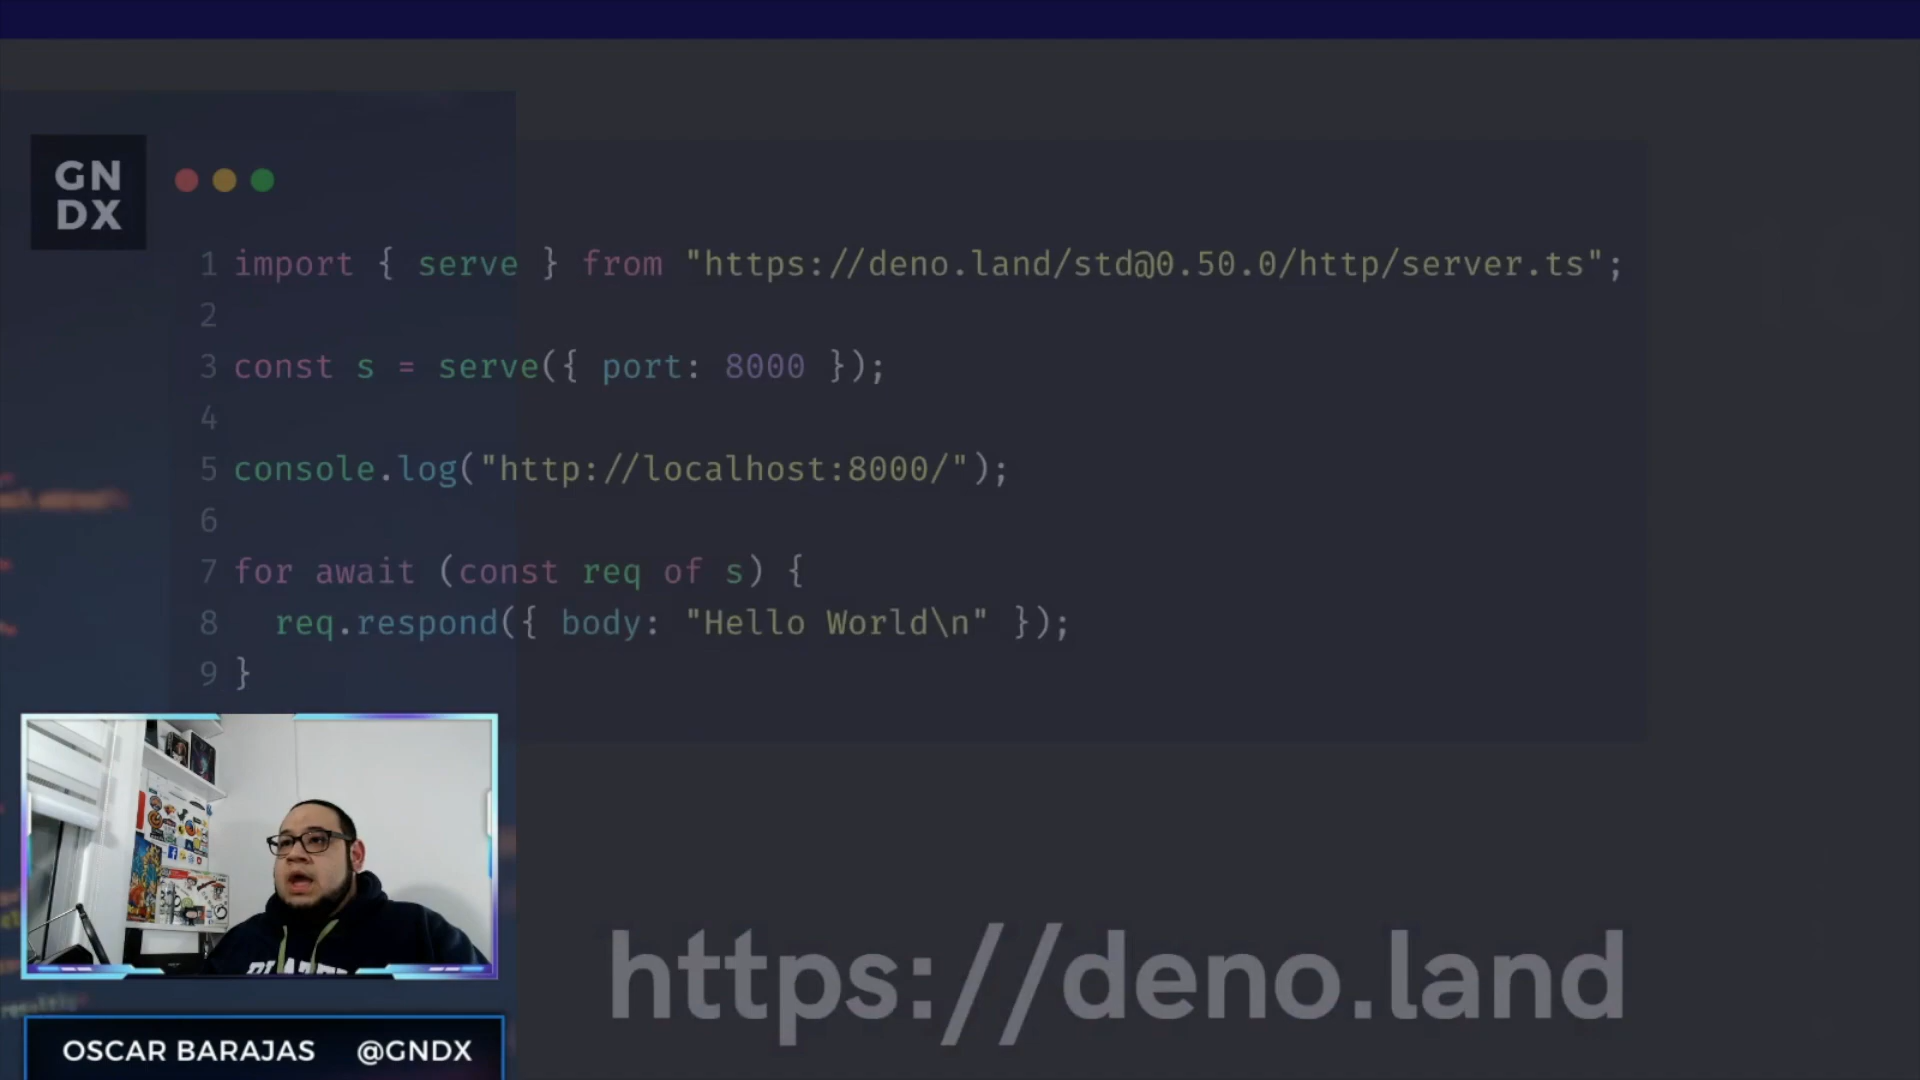 GN
DX
1 import { serve } from "https://deno.land/std@0.50.0/http/server.ts";
2
3 const s = serve({ port: 8000 });
4
5 console.log("http://localhost:8000/");
6
7 for await (const req of s) {
8   req.respond({ body: "Hello World\n" });
9 }
https://deno.land
OSCAR BARAJAS @GNDX